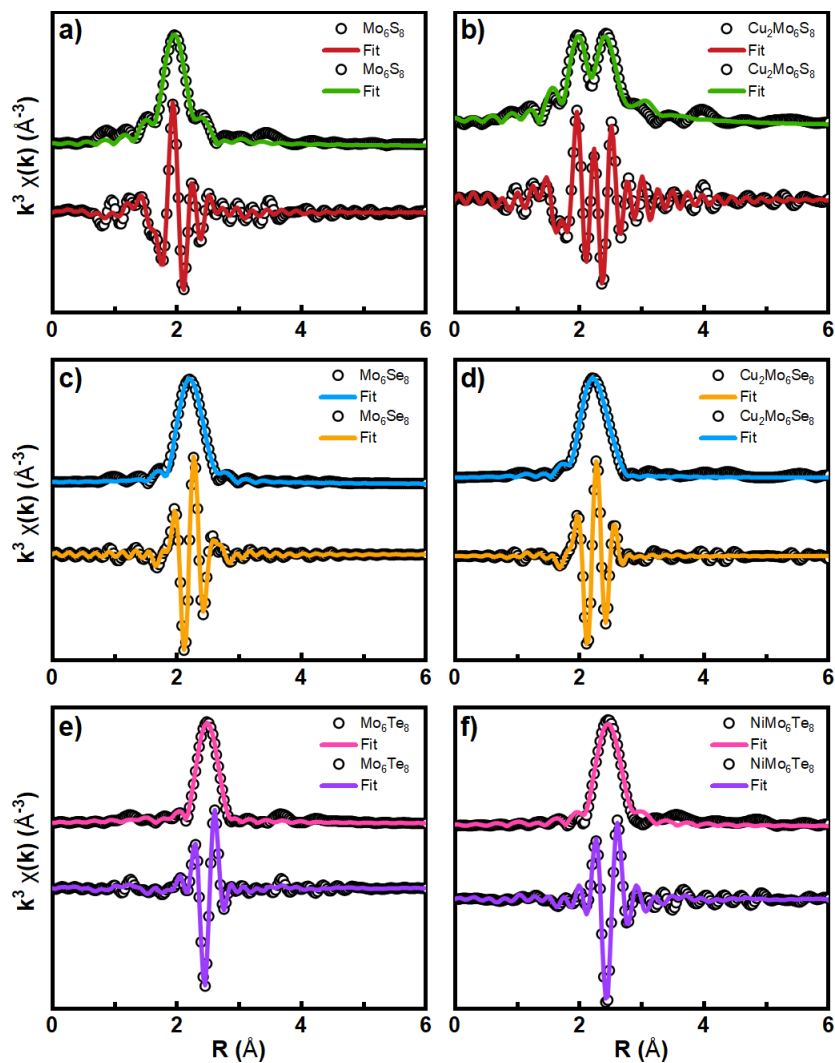 a)
Mo₆S₈
Fit
Mo₆S₈
Fit
k³ χ(k) (Å⁻³)
0 2 4 6
b)
Cu₂Mo₆S₈
Fit
Cu₂Mo₆S₈
Fit
0 2 4 6
c)
Mo₆Se₈
Fit
Mo₆Se₈
Fit
k³ χ(k) (Å⁻³)
0 2 4 6
d)
Cu₂Mo₆Se₈
Fit
Cu₂Mo₆Se₈
Fit
0 2 4 6
e)
Mo₆Te₈
Fit
Mo₆Te₈
Fit
k³ χ(k) (Å⁻³)
0 2 4 6
R (Å)
f)
NiMo₆Te₈
Fit
NiMo₆Te₈
Fit
0 2 4 6
R (Å)